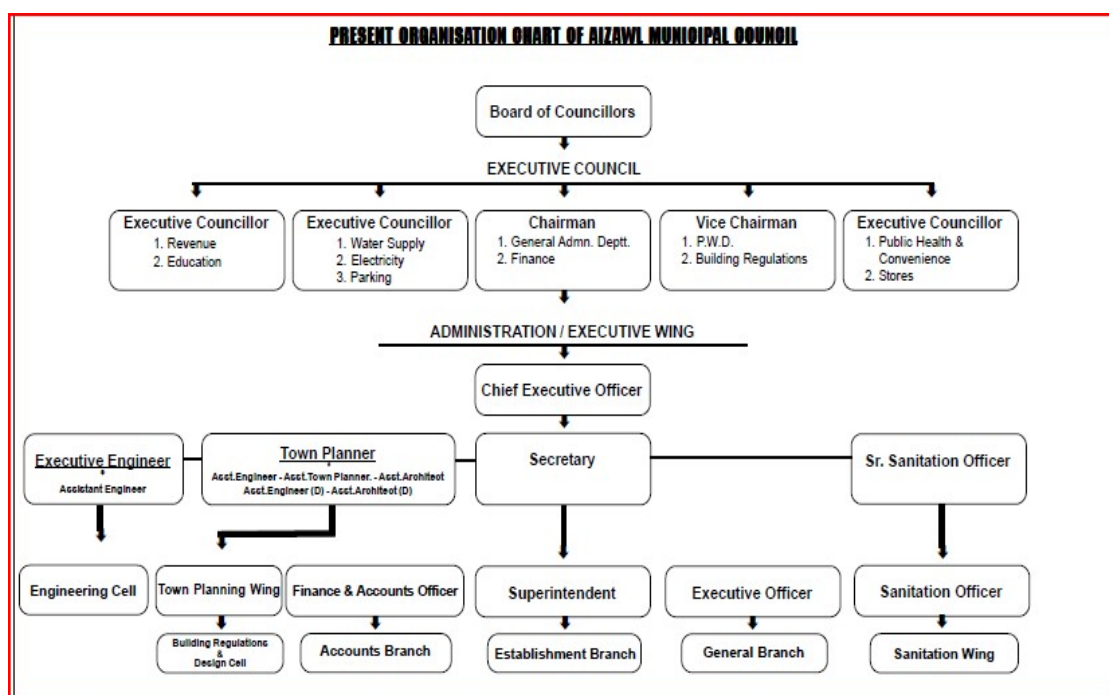 PRESENT ORGANISATION CHART OF AIZAWL MUNICIPAL COUNCIL
Board of Councillors
EXECUTIVE COUNCIL
Executive Councillor
1. Revenue
2. Education
Executive Councillor
1. Water Supply
2. Electricity
3. Parking
Chairman
1. General Admn. Deptt.
2. Finance
Vice Chairman
1. P.W.D.
2. Building Regulations
Executive Councillor
1. Public Health &
Convenience
2. Stores
ADMINISTRATION / EXECUTIVE WING
Chief Executive Officer
Executive Engineer
Assistant Engineer
Town Planner
Asst.Engineer - Asst.Town Planner. - Asst.Architect
Asst.Engineer (D) - Asst.Architect (D)
Secretary
Sr. Sanitation Officer
Engineering Cell
Town Planning Wing
Finance & Accounts Officer
Superintendent
Executive Officer
Sanitation Officer
Building Regulations
&
Design Cell
Accounts Branch
Establishment Branch
General Branch
Sanitation Wing